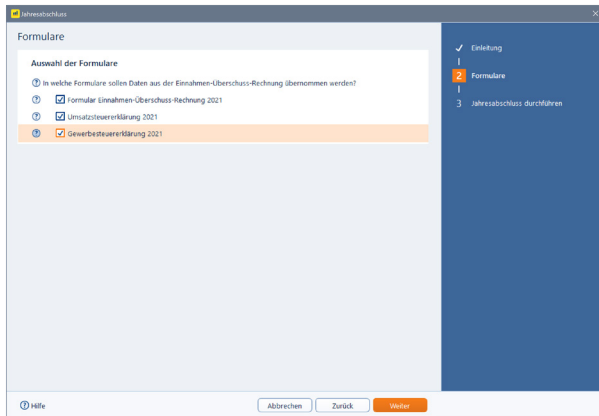 Jahresabschluss
Formulare
Auswahl der Formulare
In welche Formulare sollen Daten aus der Einnahmen-Überschuss-Rechnung übernommen werden?
Formular Einnahmen-Überschuss-Rechnung 2021
Umsatzsteuererklärung 2021
Gewerbesteuererklärung 2021
Einleitung
2 Formulare
3 Jahresabschluss durchführen
Hilfe
Abbrechen
Zurück
Weiter